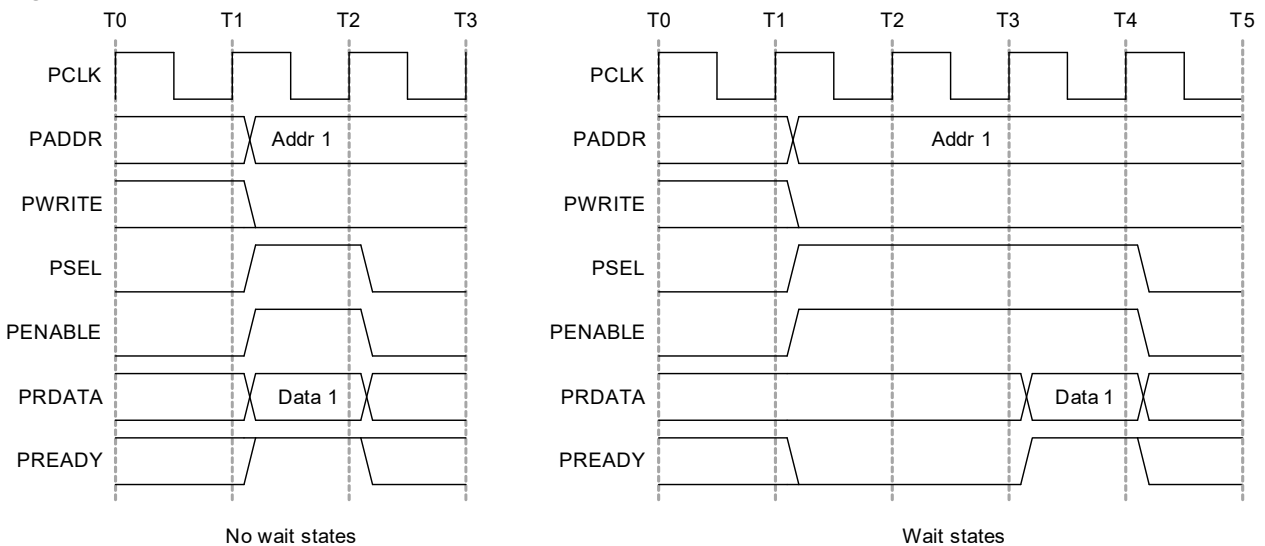 T0 T1 T2 T3
PCLK
PADDR Addr 1
PWRITE
PSEL
PENABLE
PRDATA Data 1
PREADY
No wait states
T0 T1 T2 T3 T4 T5
PCLK
PADDR Addr 1
PWRITE
PSEL
PENABLE
PRDATA Data 1
PREADY
Wait states